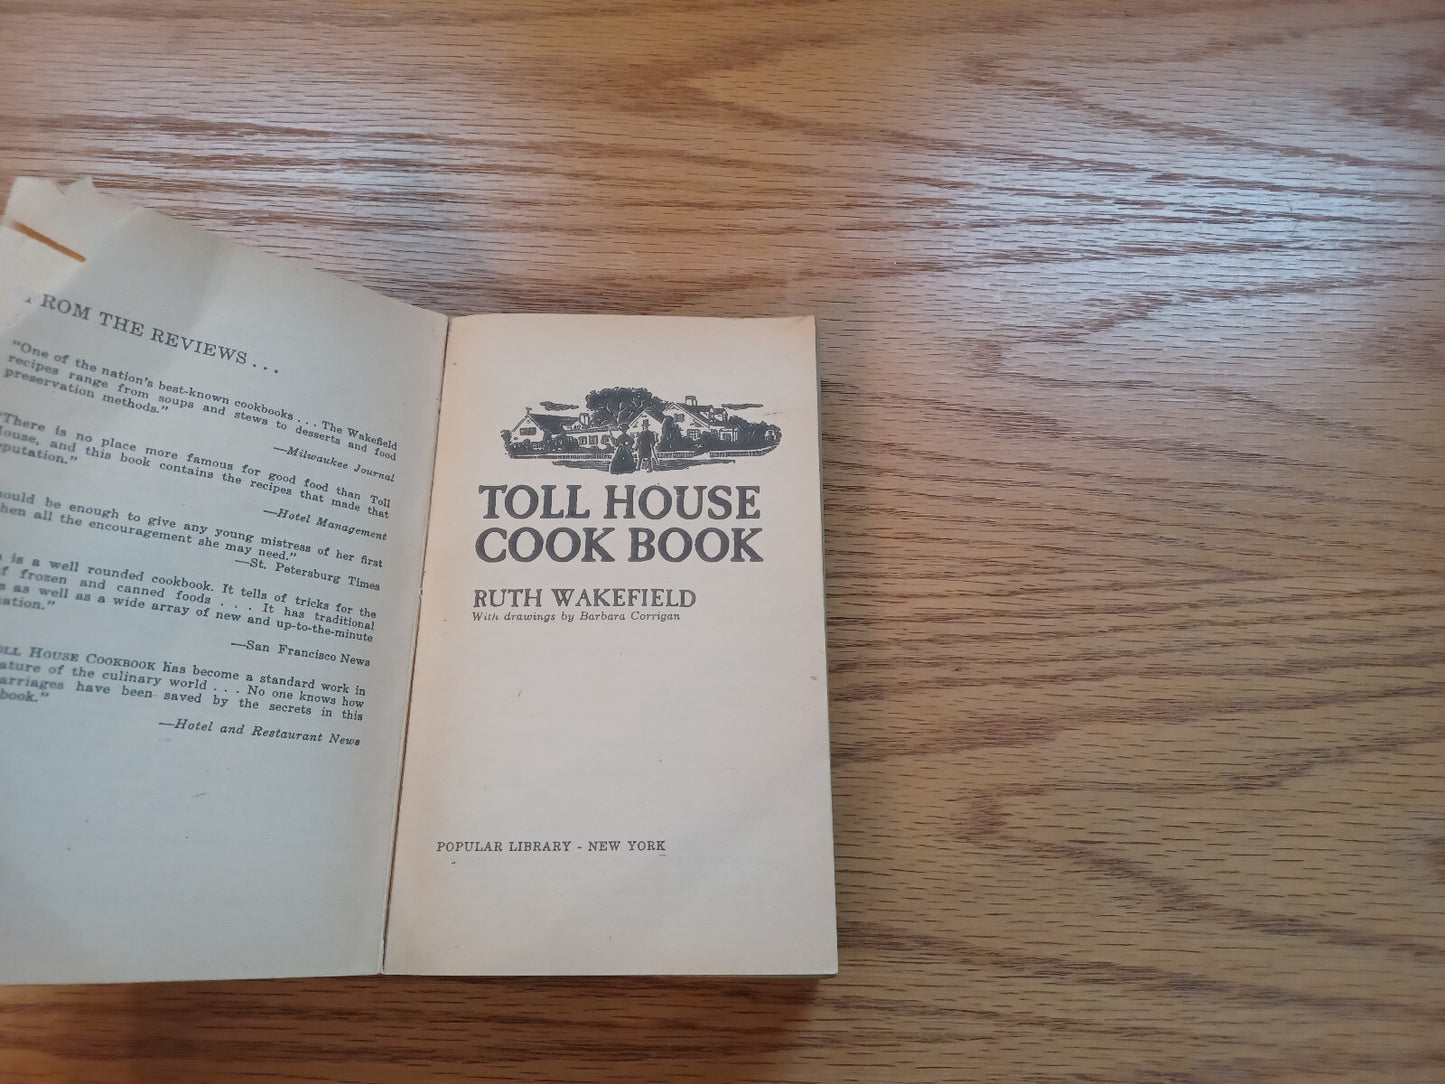 FROM THE REVIEWS . . .
"One of the nation's best-known cookbooks . . . The Wakefield
recipes range from soups and stews to desserts and food
preservation methods."
—Milwaukee Journal
"There is no place more famous for good food than Toll
House, and this book contains the recipes that made that
reputation."
—Hotel Management
should be enough to give any young mistress of her first
all the encouragement she may need."
—St. Petersburg Times
is a well rounded cookbook. It tells of tricks for the
of frozen and canned foods . . . It has traditional
as well as a wide array of new and up-to-the-minute
—San Francisco News
TOLL HOUSE COOKBOOK has become a standard work in
of the culinary world . . . No one knows how
marriages have been saved by the secrets in this
book."
—Hotel and Restaurant News
TOLL HOUSE
COOK BOOK
RUTH WAKEFIELD
With drawings by Barbara Corrigan
POPULAR LIBRARY - NEW YORK